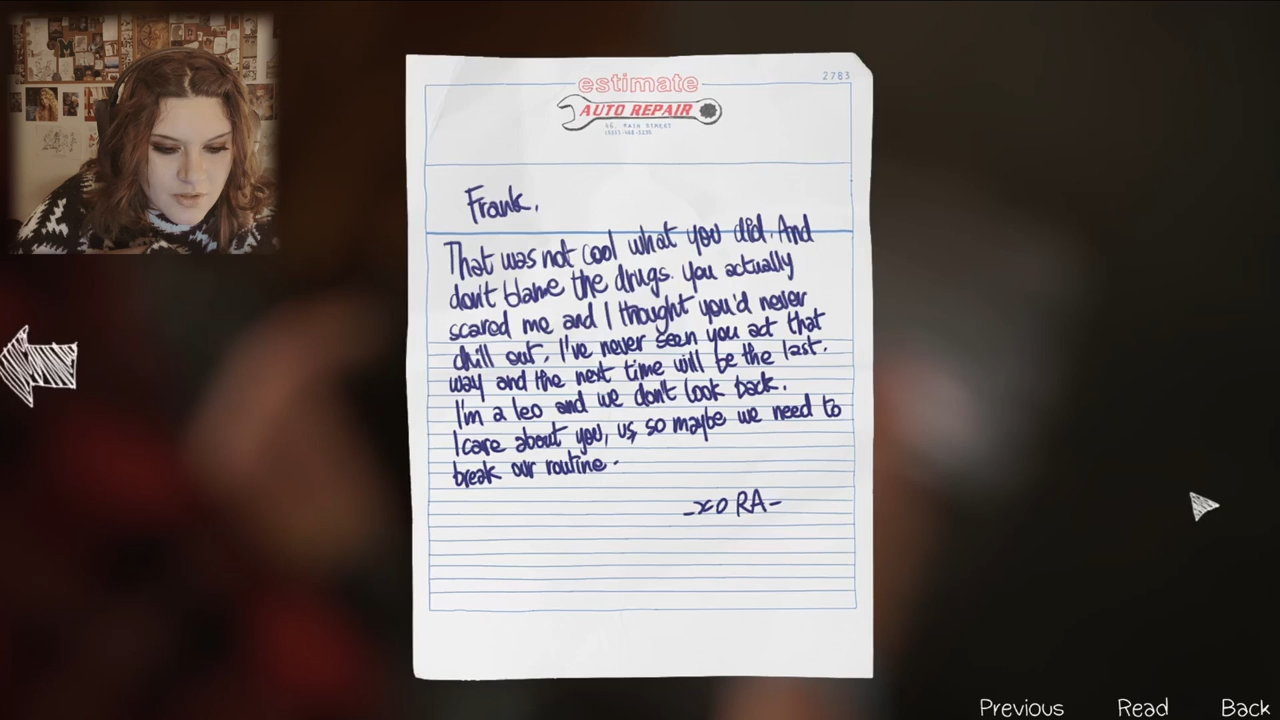 estimate
2783
AUTO REPAIR
Frank,
That was not cool what you did. And
don't blame the drugs. You actually
scared me and I thought you'd never
chill out. I've never seen you act that
way and the next time will be the last.
I'm a leo and we don't look back.
I care about you, us, so maybe we need to
break our routine.
-xo RA-
Previous
Read
Back